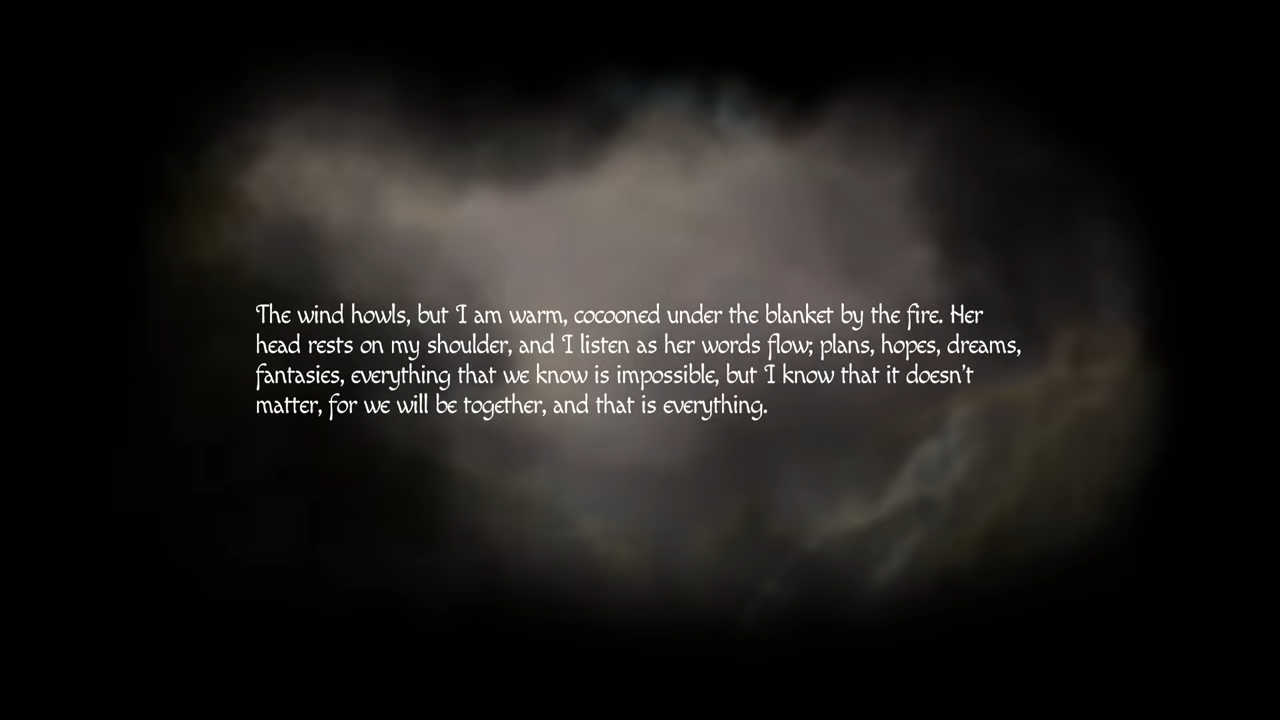 The wind howls, but I am warm, cocooned under the blanket by the fire. Her
head rests on my shoulder, and I listen as her words flow; plans, hopes, dreams,
fantasies, everything that we know is impossible, but I know that it doesn't
matter, for we will be together, and that is everything.